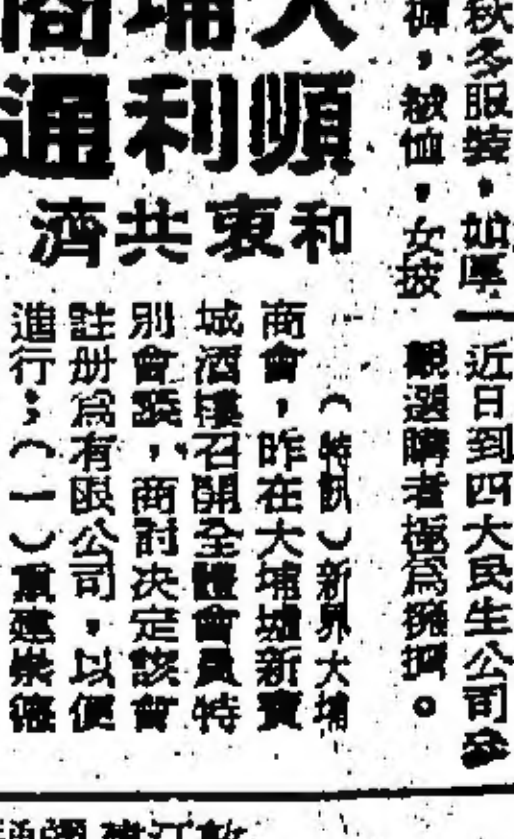 秋冬服裝,如厚
褲,絨恤,女披
近日到四大民生公司參
觀選購者極爲擁擠。
大埔商
順利通
和衷共濟
(特訊)新界大埔
商會,昨在大埔墟新寶
城酒樓召開全體會員特
別會議,商討決定該會
註册爲有限公司,以便
進行;(一)重建崇德